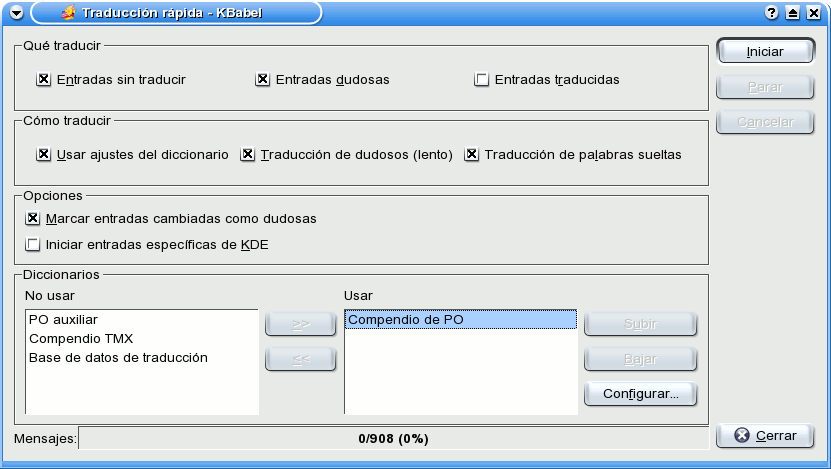 Traducción rápida - KBabel
Qué traducir
Entradas sin traducir
Entradas dudosas
Entradas traducidas
Iniciar
Parar
Cancelar
Cómo traducir
Usar ajustes del diccionario
Traducción de dudosos (lento)
Traducción de palabras sueltas
Opciones
Marcar entradas cambiadas como dudosas
Iniciar entradas específicas de KDE
Diccionarios
No usar
PO auxiliar
Compendio TMX
Base de datos de traducción
>>
<<
Usar
Compendio de PO
Subir
Bajar
Configurar...
Mensajes:
0/908 (0%)
Cerrar